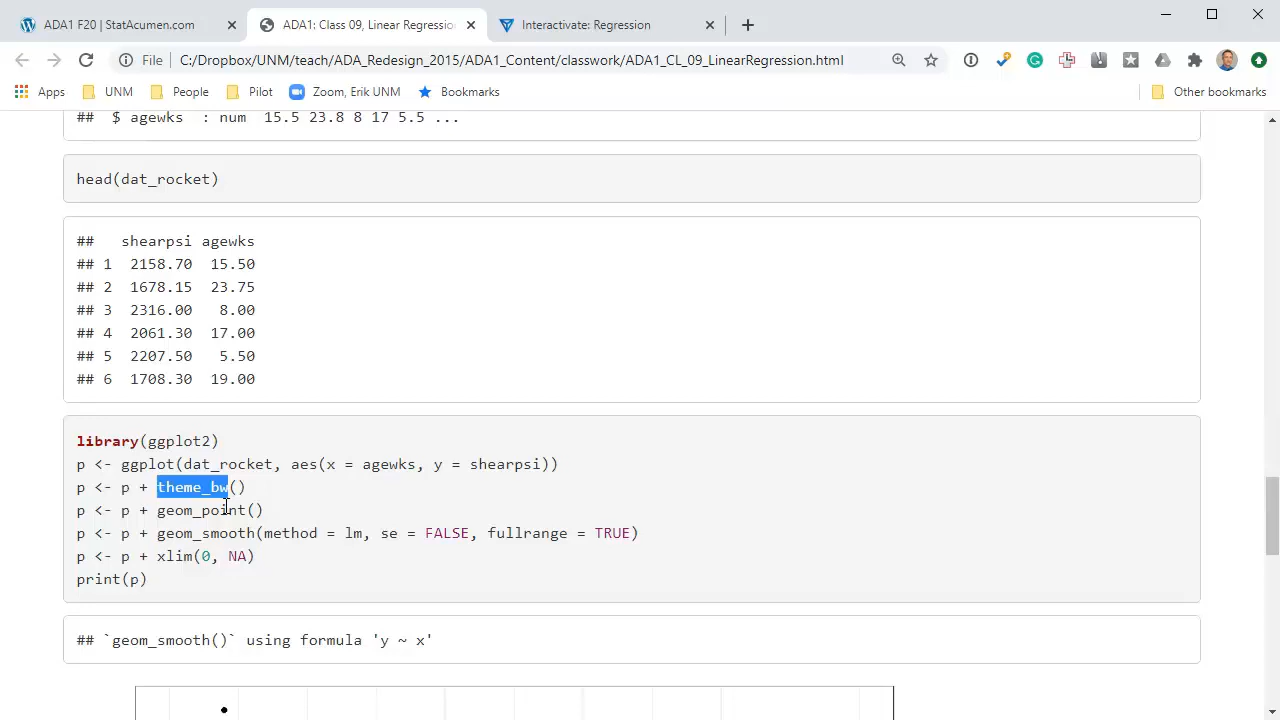 ADA1 F20 | StatAcumen.com
ADA1: Class 09, Linear Regressio
Interactivate: Regression
File
C:/Dropbox/UNM/teach/ADA_Redesign_2015/ADA1_Content/classwork/ADA1_CL_09_LinearRegression.html
Apps
UNM
People
Pilot
Zoom, Erik UNM
Bookmarks
Other bookmarks
## $ agewks : num 15.5 23.8 8 17 5.5 ...
head(dat_rocket)
## shearpsi agewks
## 1 2158.70 15.50
## 2 1678.15 23.75
## 3 2316.00 8.00
## 4 2061.30 17.00
## 5 2207.50 5.50
## 6 1708.30 19.00
library(ggplot2)
p <- ggplot(dat_rocket, aes(x = agewks, y = shearpsi))
p <- p + theme_bw()
p <- p + geom_point()
p <- p + geom_smooth(method = lm, se = FALSE, fullrange = TRUE)
p <- p + xlim(0, NA)
print(p)
## `geom_smooth()` using formula 'y ~ x'